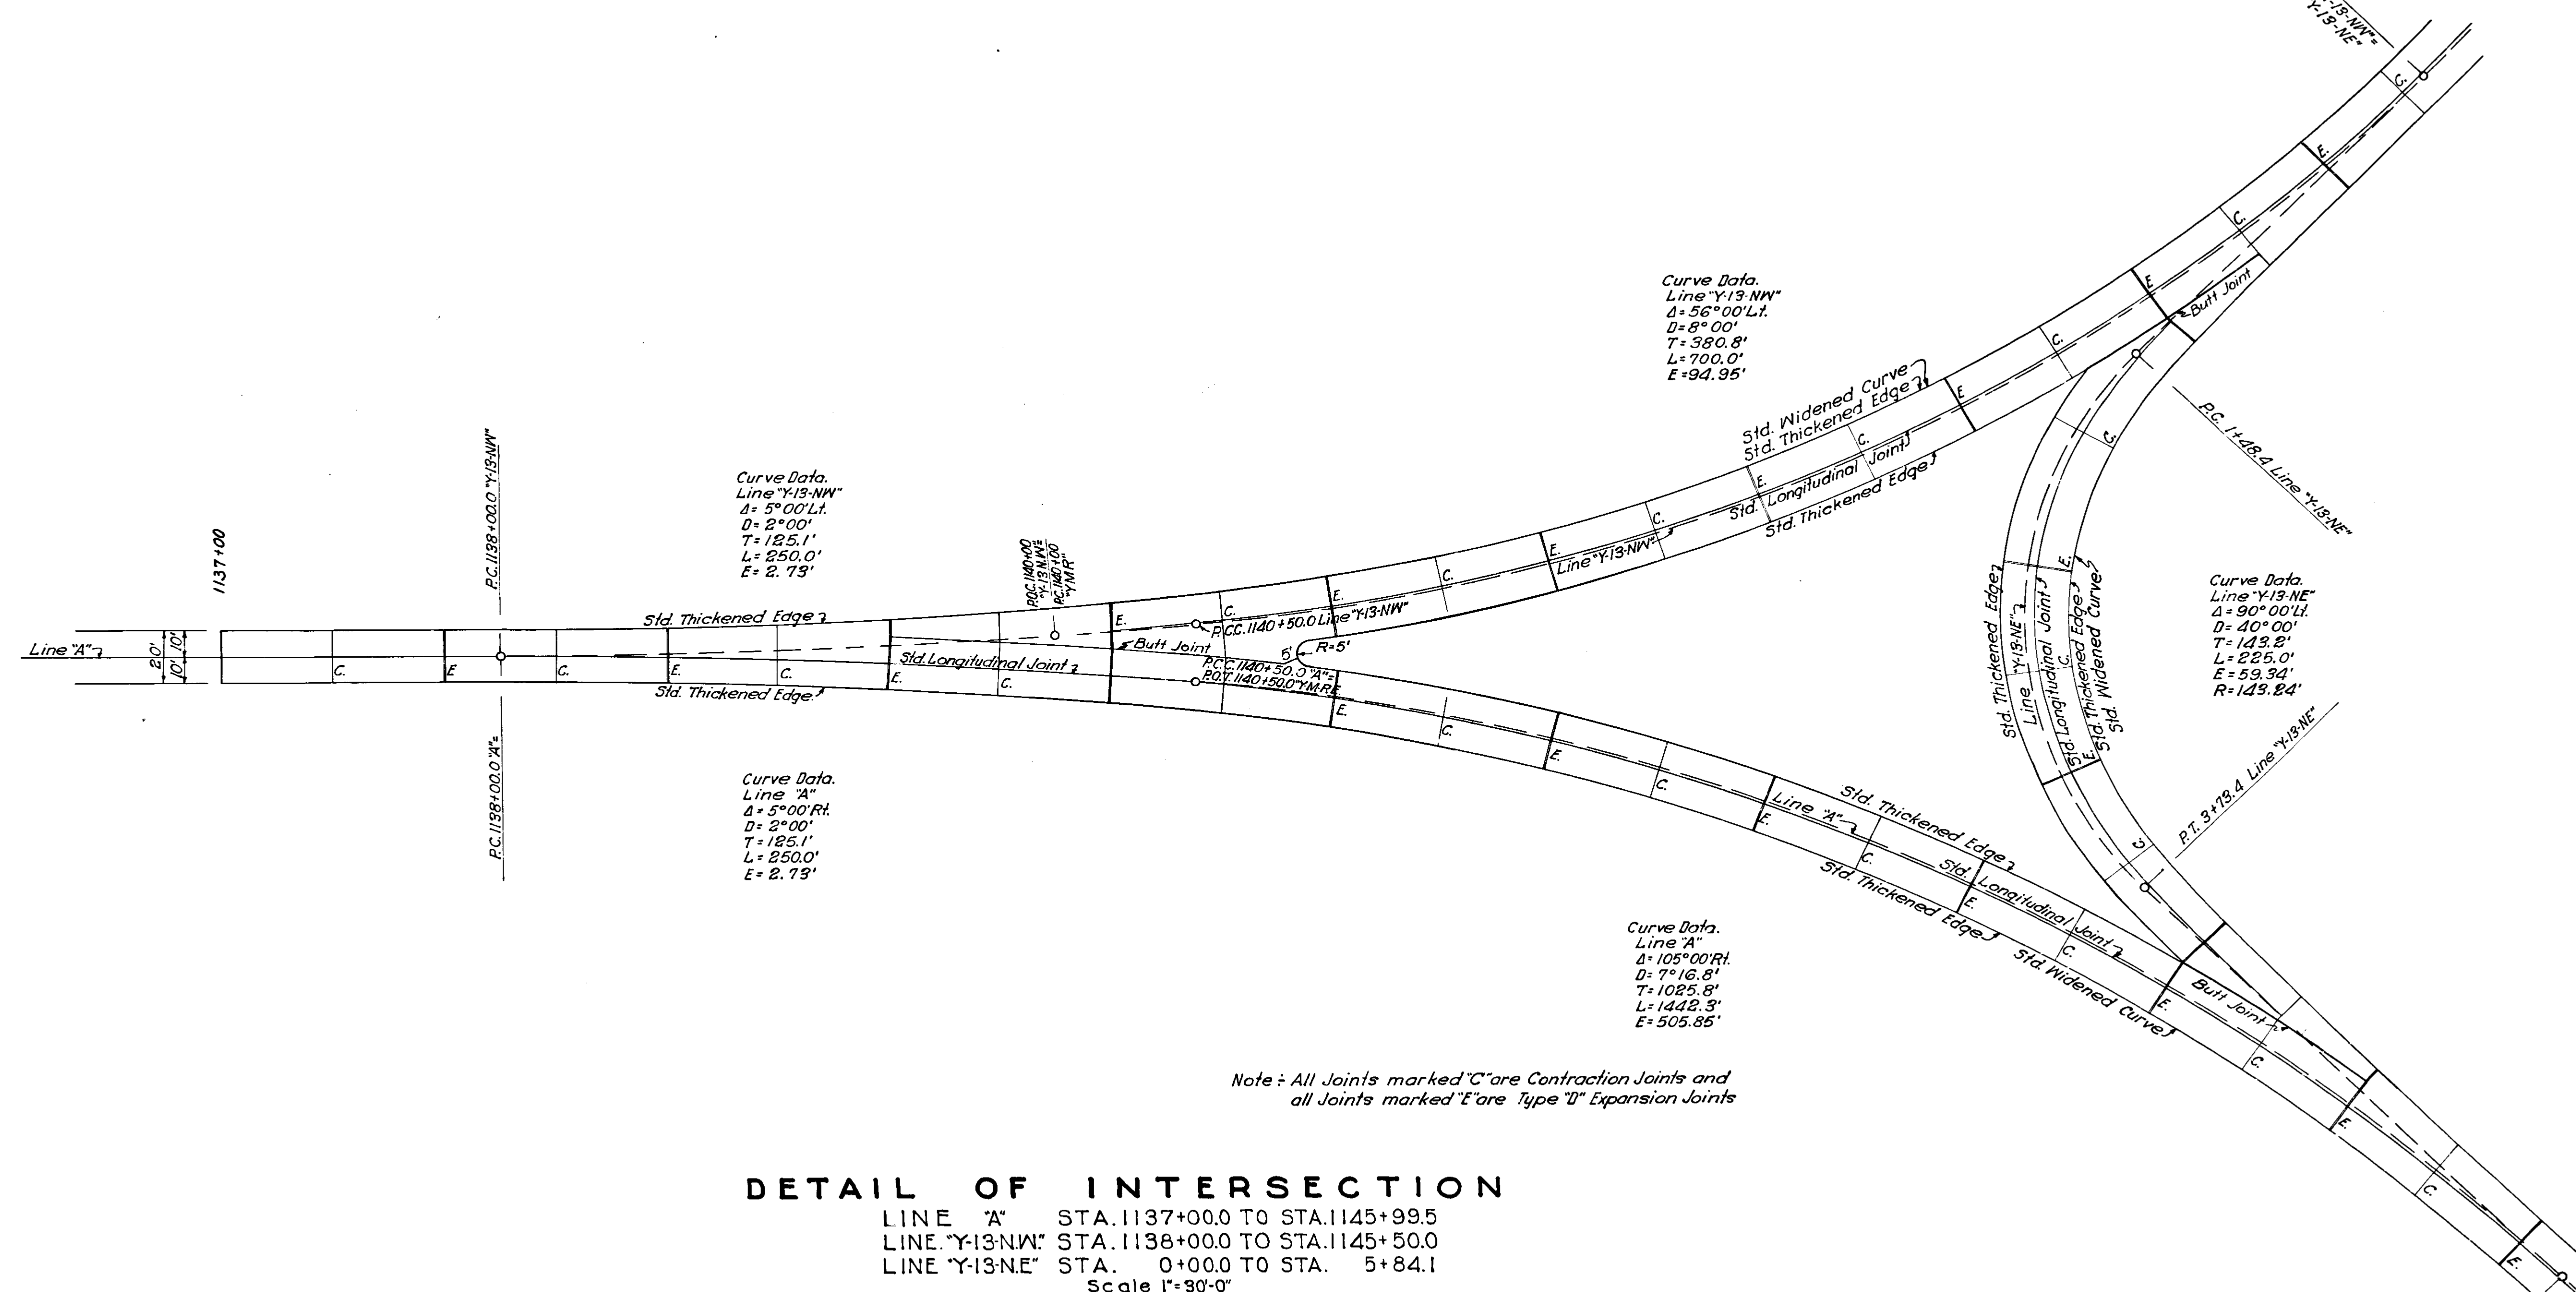 Y-13-NW"=
Y-13-NE"
C.
E.
C.
E.
Butt Joint
C.
Curve Data.
Line "Y-13-NW"
Δ=56°00'Lt.
D=8°00'
T=380.8'
L=700.0'
E=94.95'
Std. Widened Curve
Std. Thickened Edge
E.
C.
Std. Longitudinal Joint
Std. Thickened Edge
E.
C.
E.
Line "Y-13-NW"
C.
E.
C.
P.C. 1+48.4 Line "Y-13-NE"
C.
E.
C.
E.
Std. Thickened Edge
Line "Y-13-NE"
Std. Longitudinal Joint
Std. Thickened Edge
Std. Widened Curve
Curve Data.
Line "Y-13-NE"
Δ=90°00'Lt.
D=40°00'
T=143.2'
L=225.0'
E=59.34'
R=143.24'
P.T. 3+73.4 Line "Y-13-NE"
C.
1137+00
P.C.1138+00.0 "Y-13-NW"
Curve Data.
Line "Y-13-NW"
Δ=5°00'Lt.
D=2°00'
T=125.1'
L=250.0'
E=2.73'
P.O.C.1140+00
"Y-13 N.W."=
P.C.1140+00
"YMR"
Std. Thickened Edge
Line "A"
20'
10'
10'
C.
E
C.
E.
C.
E.
C.
E.
Std. Longitudinal Joint
Butt Joint
P.C.C. 1140+50.0 Line "Y-13-NW"
5'
R=5'
P.C.C. 1140+50.0 "A"=
P.O.T. 1140+50.0 "YM-RE
Std. Thickened Edge
P.C.1138+00.0 "A"=
Curve Data.
Line "A"
Δ=5°00'Rt.
D=2°00'
T=125.1'
L=250.0'
E=2.73'
E.
C.
E.
C.
E.
Line "A"
Std. Thickened Edge
C.
Std. Longitudinal Joint
Std. Thickened Edge
E.
C.
Std. Widened Curve
E.
Butt Joint
C.
E.
C.
E.
Curve Data.
Line "A"
Δ=105°00'Rt.
D=7°16.8'
T=1025.8'
L=1442.3'
E=505.85'
Note:- All Joints marked "C" are Contraction Joints and
all Joints marked "E" are Type "D" Expansion Joints
DETAIL OF INTERSECTION
LINE "A" STA.1137+00.0 TO STA.1145+99.5
LINE."Y-13-N.W." STA.1138+00.0 TO STA.1145+50.0
LINE "Y-13-N.E" STA. 0+00.0 TO STA. 5+84.1
Scale 1"=30'-0"